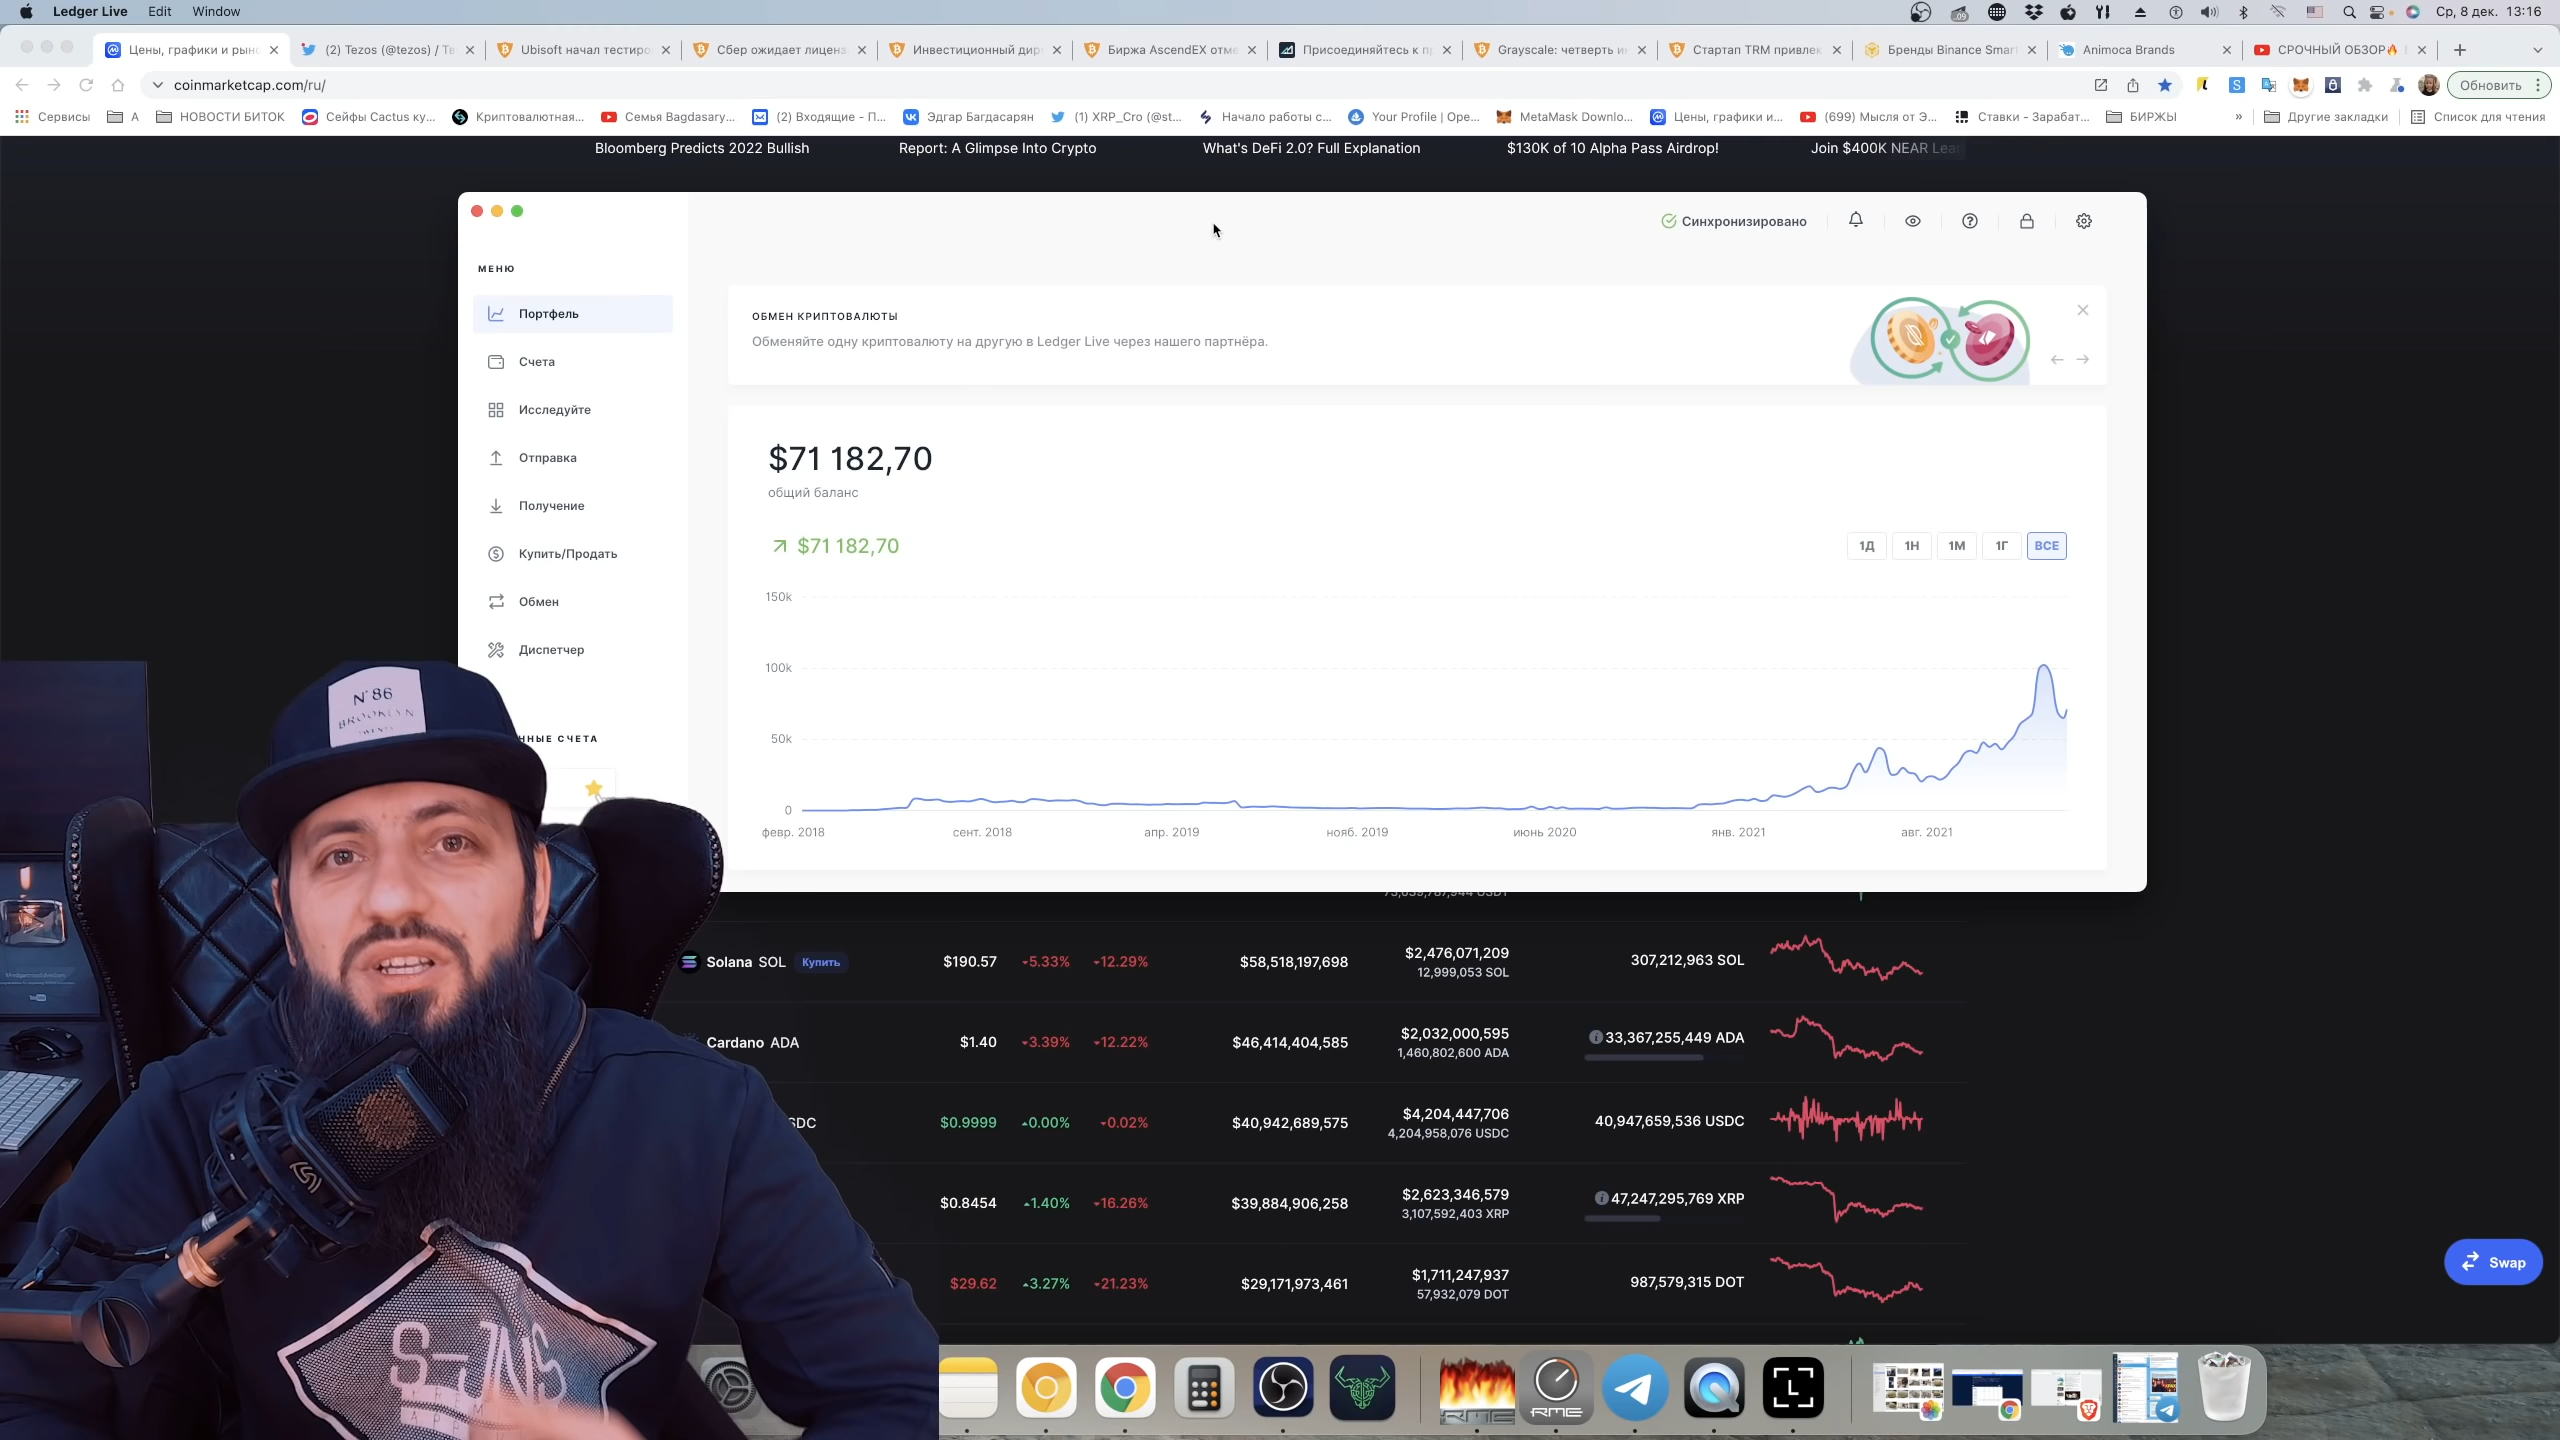 Ledger Live Edit Window
.09
Ср, 8 дек. 13:16
Цены, графики и рын
(2) Tezos (@tezos) / Тв
Ubisoft начал тестиро
Сбер ожидает лиценз
Инвестиционный дир
Биржа AscendEX отме
Присоединяйтесь к п
Grayscale: четверть и
Стартап TRM привлек
Бренды Binance Smar
Animoca Brands
СРОЧНЫЙ ОБЗОР🔥
coinmarketcap.com/ru/
Обновить
Сервисы
А
НОВОСТИ БИТОК
Сейфы Cactus ку...
Криптовалютная...
Семья Bagdasary...
(2) Входящие - П...
Эдгар Багдасарян
(1) XRP_Cro (@st...
Начало работы с...
Your Profile | Ope...
MetaMask Downlo...
Цены, графики и...
(699) Мысля от Э...
Ставки - Зарабат...
БИРЖЫ
»
Другие закладки
Список для чтения
Bloomberg Predicts 2022 Bullish
Report: A Glimpse Into Crypto
What's DeFi 2.0? Full Explanation
$130K of 10 Alpha Pass Airdrop!
Join $400K NEAR Lea
Синхронизировано
МЕНЮ
Портфель
Счета
Исследуйте
Отправка
Получение
Купить/Продать
Обмен
Диспетчер
ННЫЕ СЧЕТА
ОБМЕН КРИПТОВАЛЮТЫ
Обменяйте одну криптовалюту на другую в Ledger Live через нашего партнёра.
$71 182,70
общий баланс
$71 182,70
1Д 1Н 1М 1Г ВСЕ
150k
100k
50k
0
февр. 2018 сент. 2018 апр. 2019 нояб. 2019 июнь 2020 янв. 2021 авг. 2021
Solana SOL Купить $190.57 5.33% 12.29% $58,518,197,698 $2,476,071,209 307,212,963 SOL
12,999,053 SOL
Cardano ADA $1.40 3.39% 12.22% $46,414,404,585 $2,032,000,595 33,367,255,449 ADA
1,460,802,600 ADA
SDC $0.9999 0.00% 0.02% $40,942,689,575 $4,204,447,706 40,947,659,536 USDC
4,204,958,076 USDC
$0.8454 1.40% 16.26% $39,884,906,258 $2,623,346,579 47,247,295,769 XRP
3,107,592,403 XRP
$29.62 3.27% 21.23% $29,171,973,461 $1,711,247,937 987,579,315 DOT
57,932,079 DOT
Swap
N°86
BROOKLYN
RME
RME
L